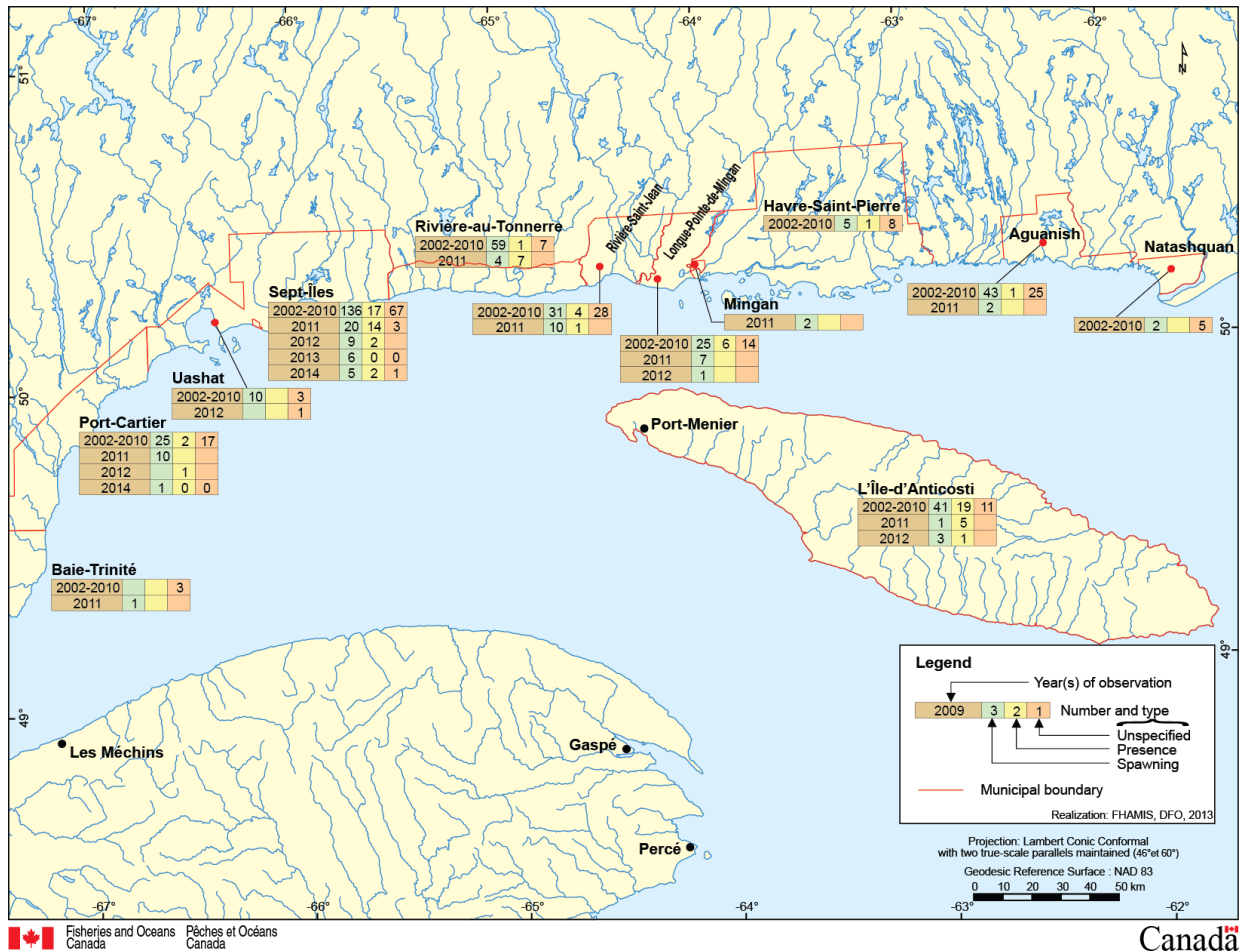 -67° -66° -65° -64° -63° -62°
51°
N
Rivière-Saint-Jean
Longue-Pointe-de-Mingan
Havre-Saint-Pierre
2002-2010 5 1 8
Rivière-au-Tonnerre
2002-2010 59 1 7
2011 4 7
Aguanish
Natashquan
Sept-Îles
2002-2010 136 17 67
2011 20 14 3
2012 9 2
2013 6 0 0
2014 5 2 1
2002-2010 31 4 28
2011 10 1
Mingan
2011 2
2002-2010 43 1 25
2011 2
2002-2010 2 5
50°
2002-2010 25 6 14
2011 7
2012 1
Uashat
2002-2010 10 3
2012 1
50°
Port-Cartier
2002-2010 25 2 17
2011 10
2012 1
2014 1 0 0
Port-Menier
L'Île-d'Anticosti
2002-2010 41 19 11
2011 1 5
2012 3 1
Baie-Trinité
2002-2010 3
2011 1
49°
Legend
Year(s) of observation
2009 3 2 1 Number and type
Unspecified
Presence
Spawning
Municipal boundary
Realization: FHAMIS, DFO, 2013
49°
Les Méchins
Gaspé
Percé
Projection: Lambert Conic Conformal
with two true-scale parallels maintained (46°et 60°)
Geodesic Reference Surface : NAD 83
0 10 20 30 40 50 km
-67° -66° -65° -64° -63° -62°
Fisheries and Oceans Pêches et Océans
Canada Canada
Canada